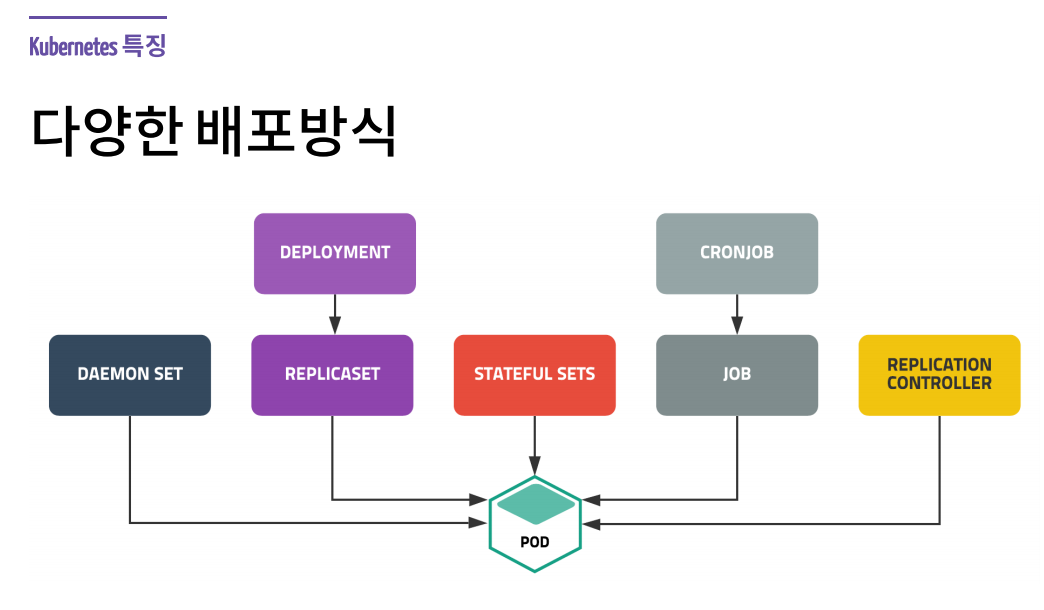 Kubernetes 특징
다양한 배포방식
DEPLOYMENT
CRONJOB
DAEMON SET
REPLICASET
STATEFUL SETS
JOB
REPLICATION
CONTROLLER
POD